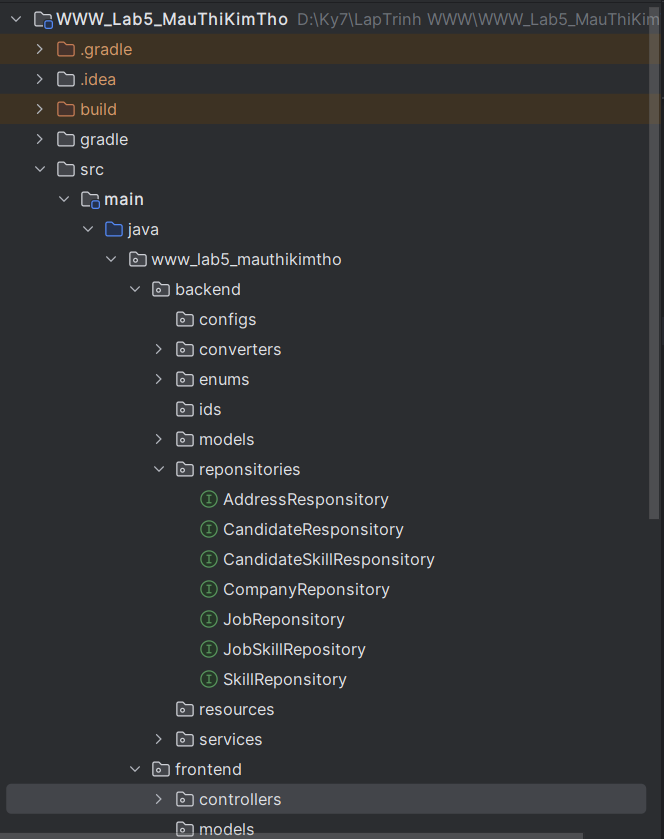 WWW_Lab5_MauThiKimTho D:\Ky7\LapTrinh WWW\WWW_Lab5_MauThiKim
.gradle
.idea
build
gradle
src
main
java
www_lab5_mauthikimtho
backend
configs
converters
enums
ids
models
reponsitories
AddressResponsitory
CandidateResponsitory
CandidateSkillResponsitory
CompanyReponsitory
JobReponsitory
JobSkillRepository
SkillReponsitory
resources
services
frontend
controllers
models